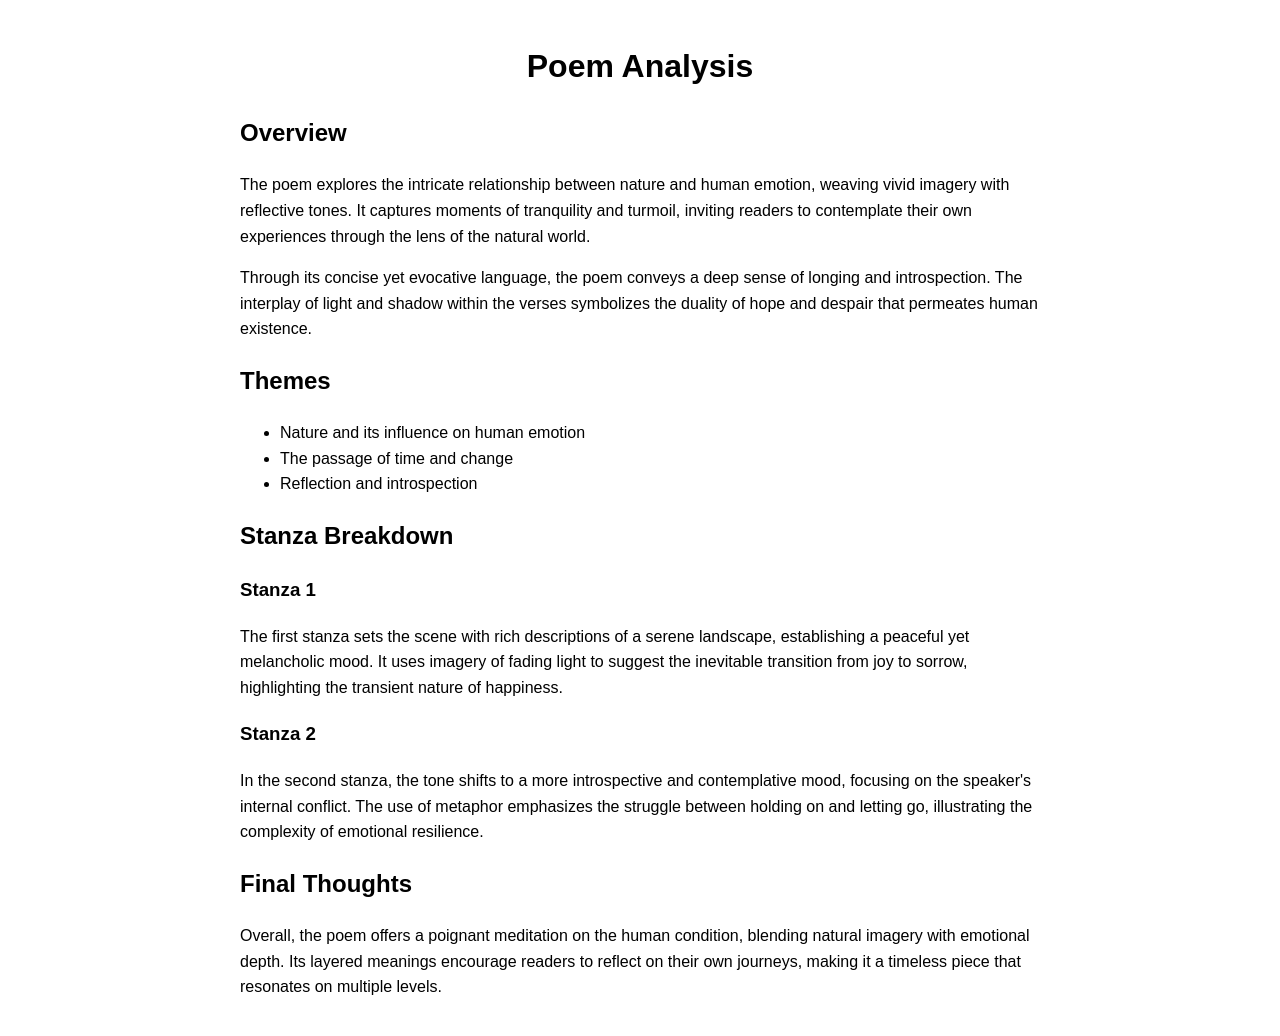 Poem Analysis
Overview
The poem explores the intricate relationship between nature and human emotion, weaving vivid imagery with
reflective tones. It captures moments of tranquility and turmoil, inviting readers to contemplate their own
experiences through the lens of the natural world.
Through its concise yet evocative language, the poem conveys a deep sense of longing and introspection. The
interplay of light and shadow within the verses symbolizes the duality of hope and despair that permeates human
existence.
Themes
• Nature and its influence on human emotion
• The passage of time and change
• Reflection and introspection
Stanza Breakdown
Stanza 1
The first stanza sets the scene with rich descriptions of a serene landscape, establishing a peaceful yet
melancholic mood. It uses imagery of fading light to suggest the inevitable transition from joy to sorrow,
highlighting the transient nature of happiness.
Stanza 2
In the second stanza, the tone shifts to a more introspective and contemplative mood, focusing on the speaker's
internal conflict. The use of metaphor emphasizes the struggle between holding on and letting go, illustrating the
complexity of emotional resilience.
Final Thoughts
Overall, the poem offers a poignant meditation on the human condition, blending natural imagery with emotional
depth. Its layered meanings encourage readers to reflect on their own journeys, making it a timeless piece that
resonates on multiple levels.